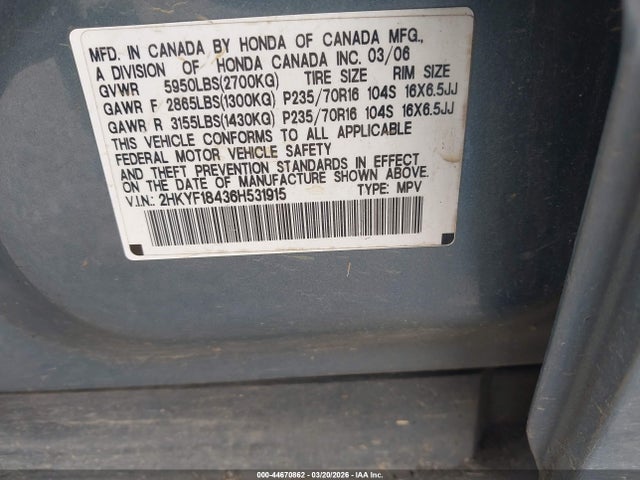 MFD. IN CANADA BY HONDA OF CANADA MFG.,
A DIVISION OF HONDA CANADA INC. 03/06
GVWR 5950LBS(2700KG) TIRE SIZE RIM SIZE
GAWR F 2865LBS(1300KG) P235/70R16 104S 16X6.5JJ
GAWR R 3155LBS(1430KG) P235/70R16 104S 16X6.5JJ
THIS VEHICLE CONFORMS TO ALL APPLICABLE
FEDERAL MOTOR VEHICLE SAFETY
AND THEFT PREVENTION STANDARDS IN EFFECT
ON THE DATE OF MANUFACTURE SHOWN ABOVE.
V.I.N.: 2HKYF18436H531915 TYPE: MPV
000-44670862 - 03/20/2026 - IAA Inc.